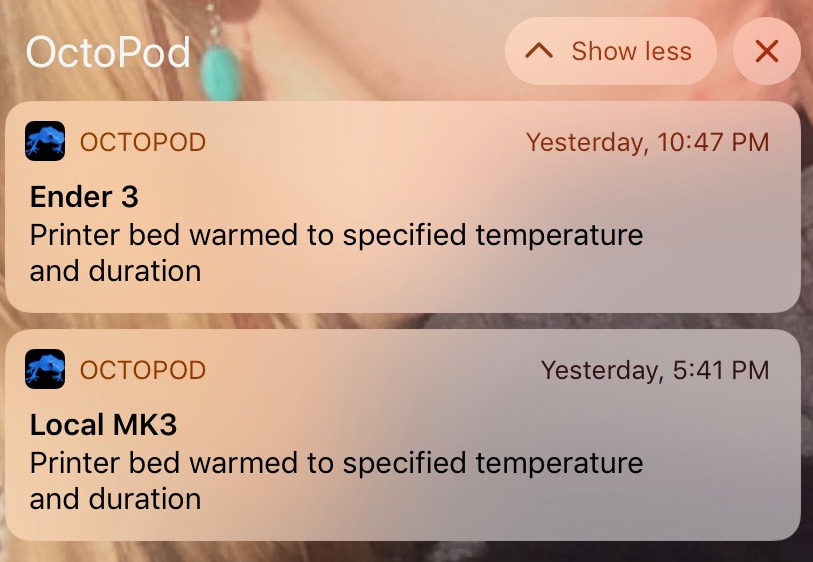 OctoPod
Show less
OCTOPOD
Yesterday, 10:47 PM
Ender 3
Printer bed warmed to specified temperature
and duration
OCTOPOD
Yesterday, 5:41 PM
Local MK3
Printer bed warmed to specified temperature
and duration